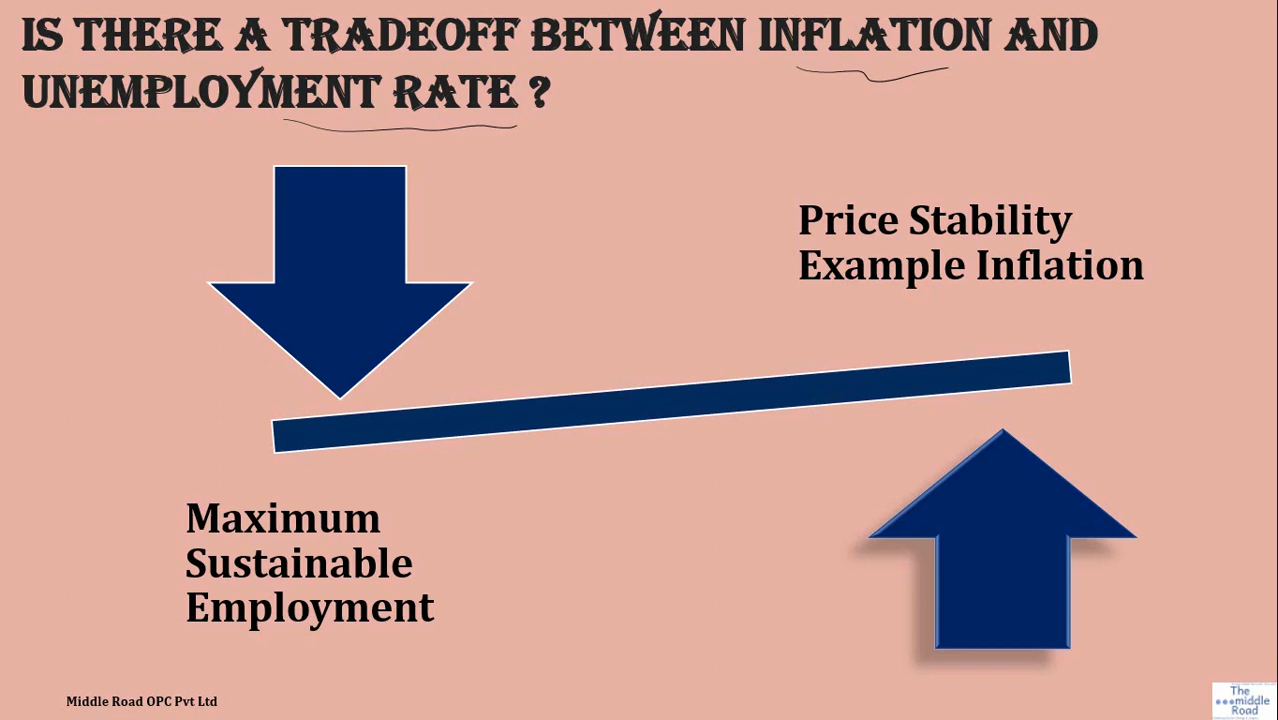 IS THERE A TRADEOFF BETWEEN INFLATION AND
UNEMPLOYMENT RATE ?
Price Stability
Example Inflation
Maximum
Sustainable
Employment
Middle Road OPC Pvt Ltd
The
middle
Road